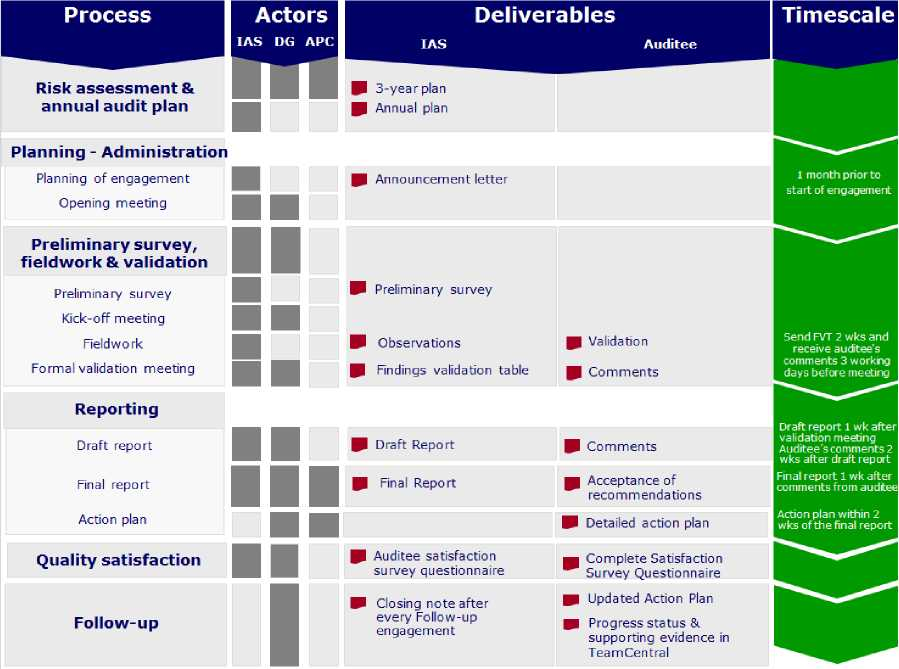 Process
Actors
Deliverables
Timescale
IAS DG APC
IAS
Auditee
Risk assessment &
annual audit plan
3-year plan
Annual plan
Planning - Administration
Planning of engagement
Announcement letter
1 month prior to
start of engagement
Opening meeting
Preliminary survey,
fieldwork & validation
Preliminary survey
Preliminary survey
Kick-off meeting
Fieldwork
Observations
Validation
Formal validation meeting
Findings validation table
Comments
Send FVT 2 wks and
receive auditee's
comments 3 working
days before meeting
Reporting
Draft report
Draft Report
Comments
Draft report 1 wk after
validation meeting
Auditee's comments 2
wks after draft report
Final report
Final Report
Acceptance of
recommendations
Final report 1 wk after
comments from auditee
Action plan
Detailed action plan
Action plan within 2
wks of the final report
Quality satisfaction
Auditee satisfaction
survey questionnaire
Complete Satisfaction
Survey Questionnaire
Follow-up
Closing note after
every Follow-up
engagement
Updated Action Plan
Progress status &
supporting evidence in
TeamCentral